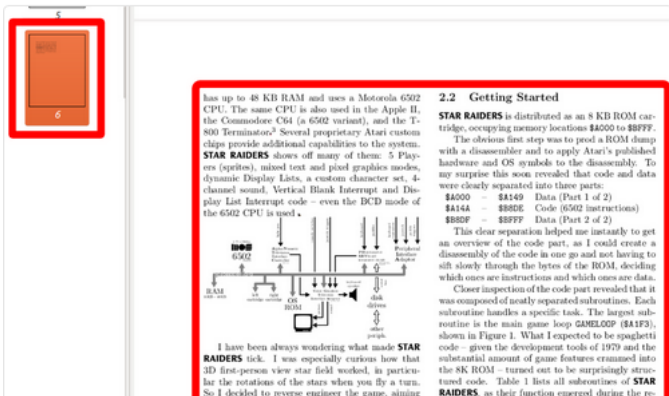 5
6
has up to 48 KB RAM and uses a Motorola 6502
CPU. The same CPU is also used in the Apple II,
the Commodore C64 (a 6502 variant), and the T-
800 Terminator.³ Several proprietary Atari custom
chips provide additional capabilities to the system.
STAR RAIDERS shows off many of them: 5 Play-
ers (sprites), mixed text and pixel graphics modes,
dynamic Display Lists, a custom character set, 4-
channel sound, Vertical Blank Interrupt and Dis-
play List Interrupt code – even the BCD mode of
the 6502 CPU is used.
6502
Peripheral
Interface
Adaptor
RAM
OS
ROM
disk
drives
other
periph.
I have been always wondering what made STAR
RAIDERS tick. I was especially curious how that
3D first-person view star field worked, in particu-
lar the rotations of the stars when you fly a turn.
So I decided to reverse engineer the game, aiming
2.2 Getting Started
STAR RAIDERS is distributed as an 8 KB ROM car-
tridge, occupying memory locations $A000 to $BFFF.
The obvious first step was to prod a ROM dump
with a disassembler and to apply Atari's published
hardware and OS symbols to the disassembly. To
my surprise this soon revealed that code and data
were clearly separated into three parts:
$A000 – $A149 Data (Part 1 of 2)
$A14A – $B8DE Code (6502 instructions)
$B8DF – $BFFF Data (Part 2 of 2)
This clear separation helped me instantly to get
an overview of the code part, as I could create a
disassembly of the code in one go and not having to
sift slowly through the bytes of the ROM, deciding
which ones are instructions and which ones are data.
Closer inspection of the code part revealed that it
was composed of neatly separated subroutines. Each
subroutine handles a specific task. The largest sub-
routine is the main game loop GAMELOOP ($A1F3),
shown in Figure 1. What I expected to be spaghetti
code – given the development tools of 1979 and the
substantial amount of game features crammed into
the 8K ROM – turned out to be surprisingly struc-
tured code. Table 1 lists all subroutines of STAR
RAIDERS, as their function emerged during the re-